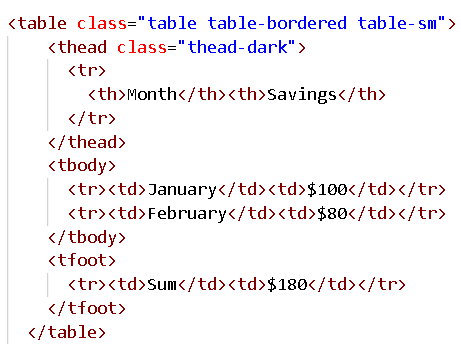 <table class="table table-bordered table-sm">
<thead class="thead-dark">
<tr>
<th>Month</th><th>Savings</th>
</tr>
</thead>
<tbody>
<tr><td>January</td><td>$100</td></tr>
<tr><td>February</td><td>$80</td></tr>
</tbody>
<tfoot>
<tr><td>Sum</td><td>$180</td></tr>
</tfoot>
</table>